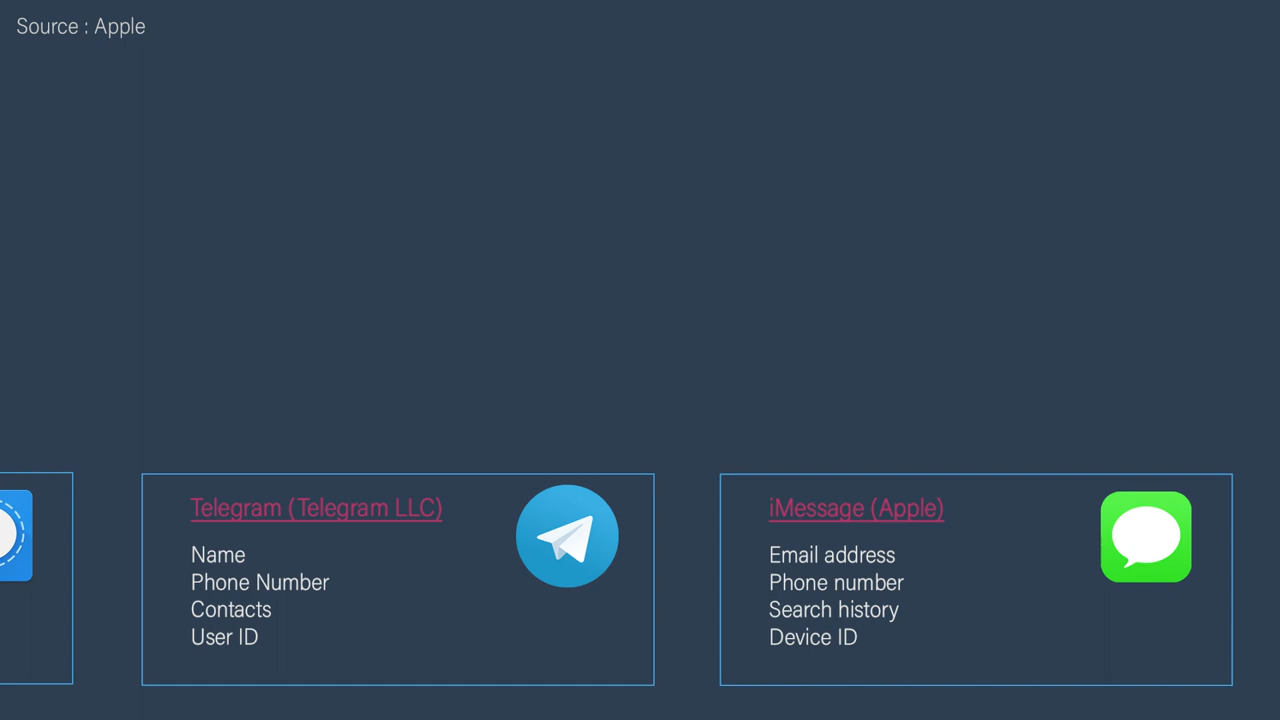 Source : Apple
Telegram (Telegram LLC)
Name
Phone Number
Contacts
User ID
iMessage (Apple)
Email address
Phone number
Search history
Device ID